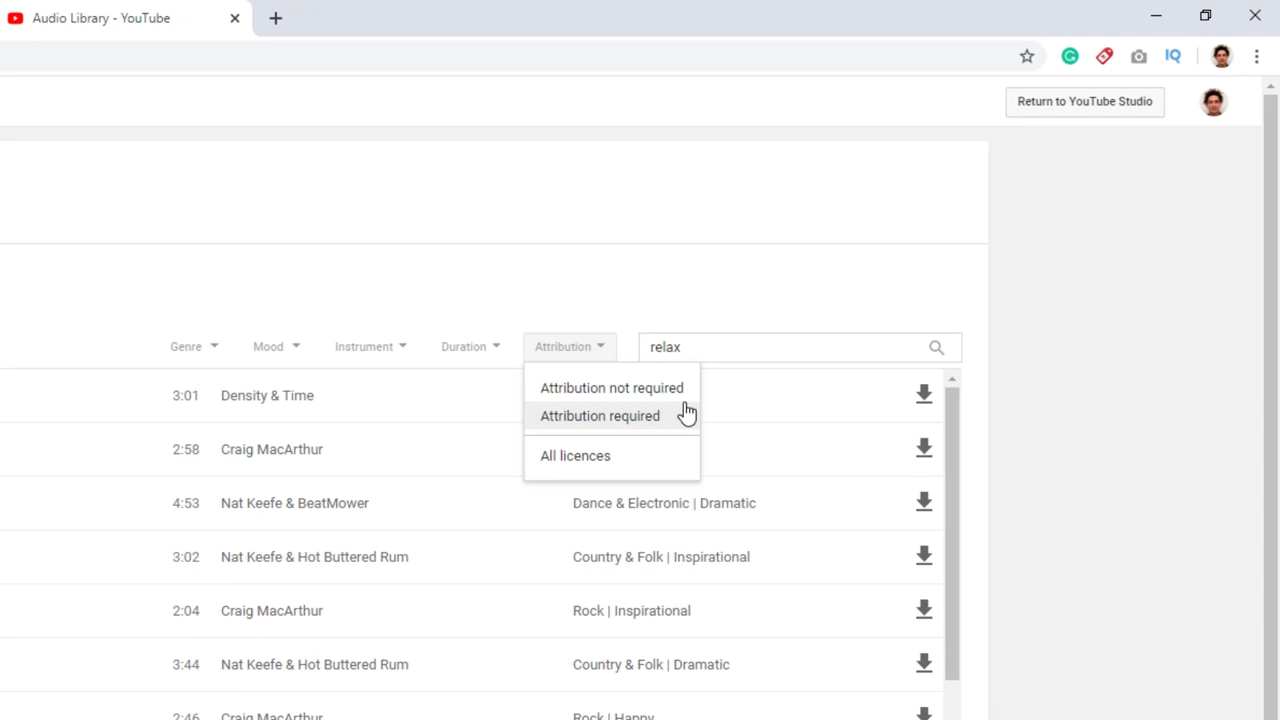 Audio Library - YouTube
IQ
Return to YouTube Studio
Genre Mood Instrument Duration Attribution relax
Attribution not required
Attribution required
All licences
3:01 Density & Time
2:58 Craig MacArthur
4:53 Nat Keefe & BeatMower Dance & Electronic | Dramatic
3:02 Nat Keefe & Hot Buttered Rum Country & Folk | Inspirational
2:04 Craig MacArthur Rock | Inspirational
3:44 Nat Keefe & Hot Buttered Rum Country & Folk | Dramatic
2:46 Craig MacArthur Rock | Happy